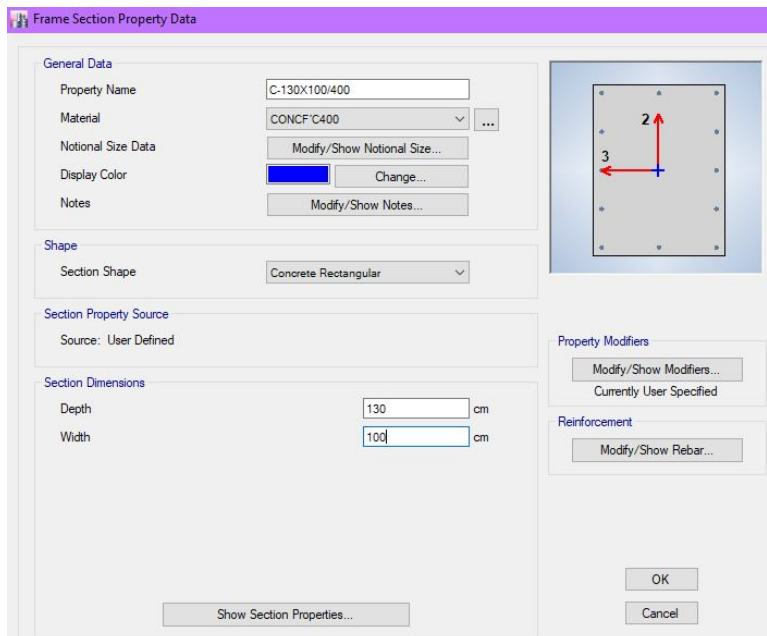 Frame Section Property Data
General Data
Property Name C-130X100/400
Material CONCF'C400 ...
Notional Size Data Modify/Show Notional Size...
Display Color Change...
Notes Modify/Show Notes...
2
3
Shape
Section Shape Concrete Rectangular
Section Property Source
Source: User Defined
Property Modifiers
Modify/Show Modifiers...
Currently User Specified
Section Dimensions
Depth 130 cm
Width 100 cm
Reinforcement
Modify/Show Rebar...
Show Section Properties...
OK
Cancel